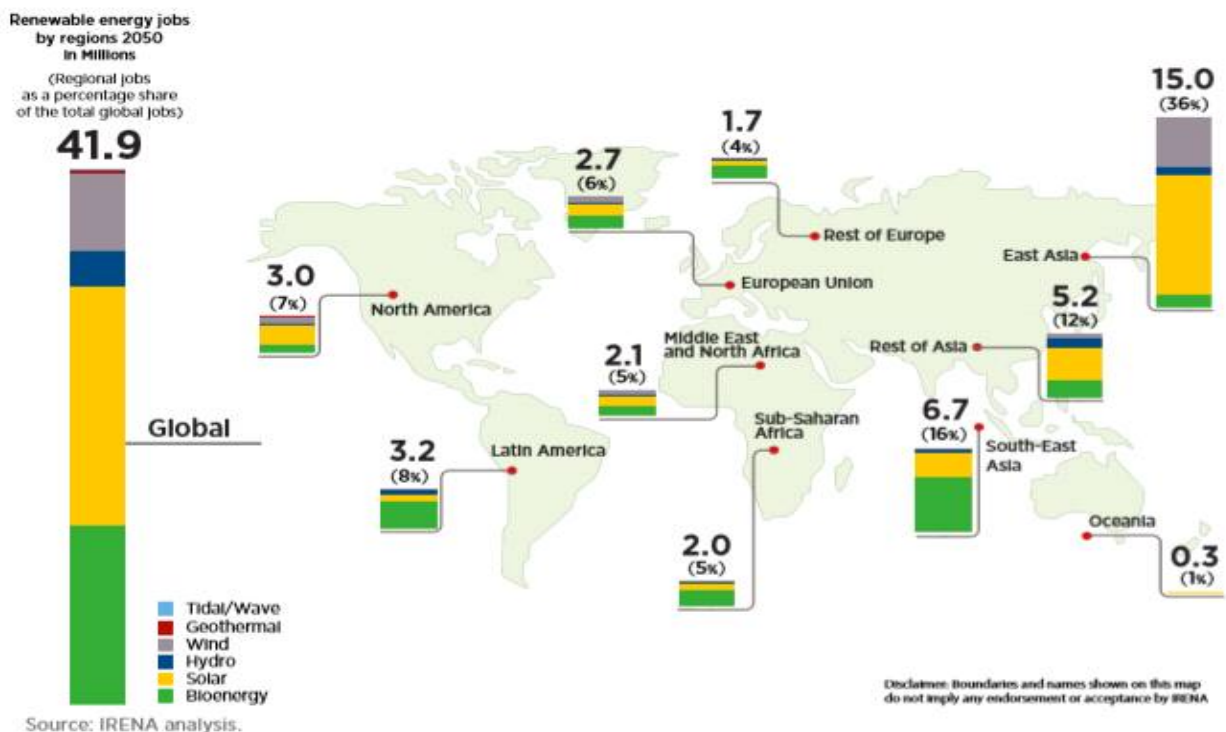 Renewable energy jobs
by regions 2050
in Millions
(Regional jobs
as a percentage share
of the total global jobs)
41.9
Global
Tidal/Wave
Geothermal
Wind
Hydro
Solar
Bioenergy
Source: IRENA analysis.
3.0
(7%)
North America
3.2
(8%)
Latin America
2.7
(6%)
European Union
1.7
(4%)
Rest of Europe
2.1
(5%)
Middle East
and North Africa
2.0
(5%)
Sub-Saharan
Africa
15.0
(36%)
East Asia
5.2
(12%)
Rest of Asia
6.7
(16%)
South-East
Asia
Oceania
0.3
(1%)
Disclaimer: Boundaries and names shown on this map
do not imply any endorsement or acceptance by IRENA